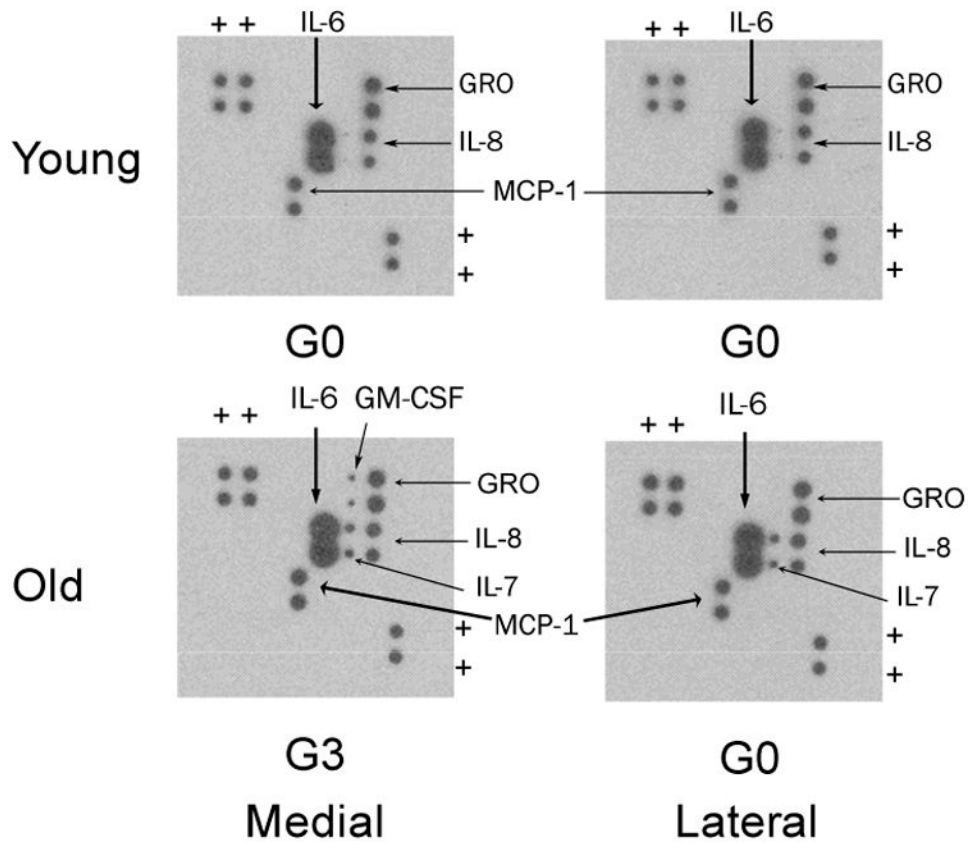 + + IL-6
+ + IL-6
GRO
GRO
IL-8
IL-8
Young
MCP-1
+
+
+
+
G0
G0
+ + IL-6 GM-CSF
+ + IL-6
GRO
GRO
IL-8
IL-8
IL-7
IL-7
Old
MCP-1
+
+
+
+
G3
G0
Medial
Lateral